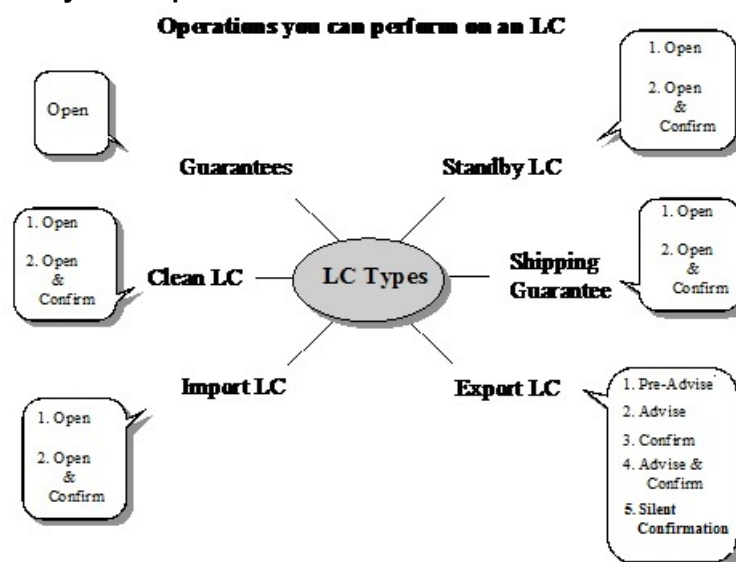 Operations you can perform on an LC
Open
Guarantees
1. Open
2. Open
&
Confirm
Standby LC
1. Open
2. Open
&
Confirm
Clean LC
LC Types
Shipping
Guarantee
1. Open
2. Open
&
Confirm
Import LC
1. Open
2. Open
&
Confirm
Export LC
1. Pre-Advise
2. Advise
3. Confirm
4. Advise &
Confirm
5. Silent
Confirmation